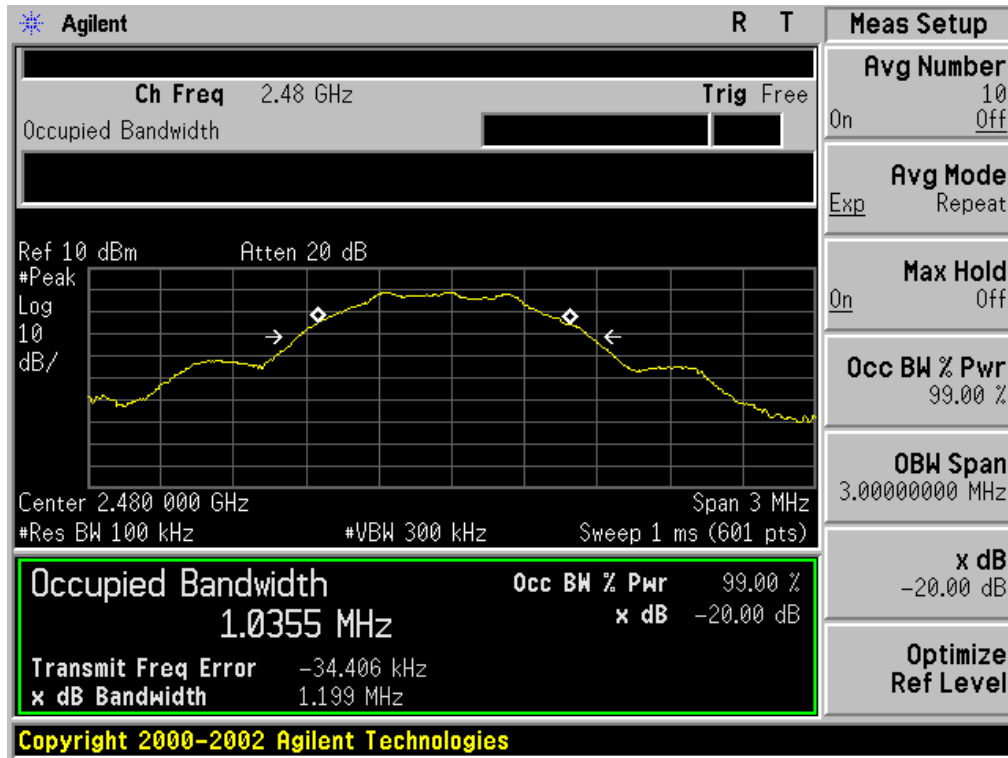 Agilent R T
Ch Freq 2.48 GHz Trig Free
Occupied Bandwidth
Ref 10 dBm Atten 20 dB
#Peak
Log
10
dB/
Center 2.480 000 GHz Span 3 MHz
#Res BW 100 kHz #VBW 300 kHz Sweep 1 ms (601 pts)
Occupied Bandwidth Occ BW % Pwr 99.00 %
1.0355 MHz x dB -20.00 dB
Transmit Freq Error -34.406 kHz
x dB Bandwidth 1.199 MHz
Copyright 2000-2002 Agilent Technologies
Meas Setup
Avg Number
10
On Off
Avg Mode
Exp Repeat
Max Hold
On Off
Occ BW % Pwr
99.00 %
OBW Span
3.00000000 MHz
x dB
-20.00 dB
Optimize
Ref Level